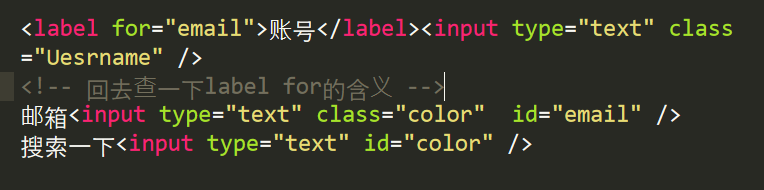 <label for="email">账号</label><input type="text" class
="Uesrname" />
<!-- 回去查一下label for的含义 -->
邮箱<input type="text" class="color"  id="email" />
搜索一下<input type="text" id="color" />